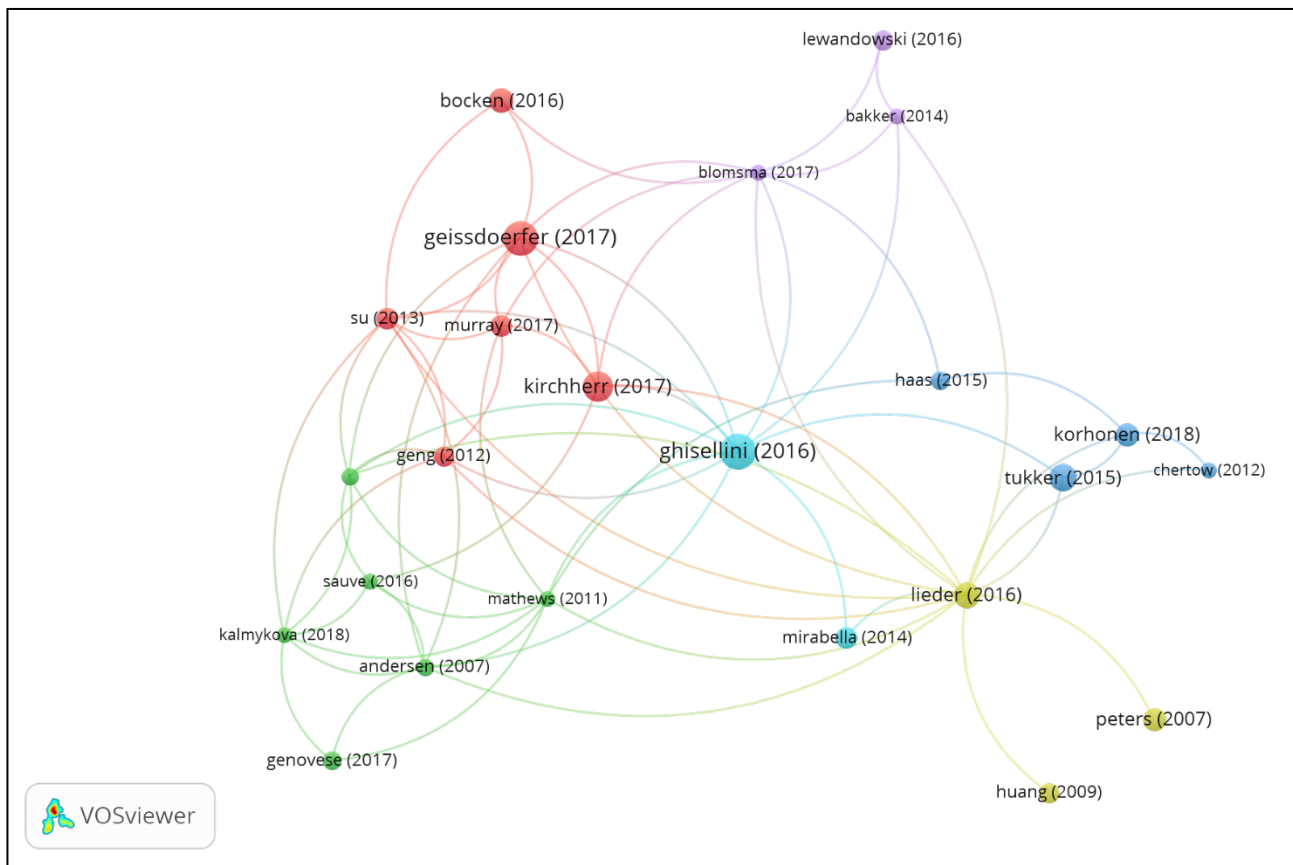 lewandowski (2016)
bocken (2016)
bakker (2014)
blomsma (2017)
geissdoerfer (2017)
su (2013)
murray (2017)
kirchherr (2017)
haas (2015)
korhonen (2018)
ghisellini (2016)
geng (2012)
chertow (2012)
tukker (2015)
sauve (2016)
mathews (2011)
lieder (2016)
kalmykova (2018)
mirabella (2014)
andersen (2007)
peters (2007)
genovese (2017)
huang (2009)
VOSviewer